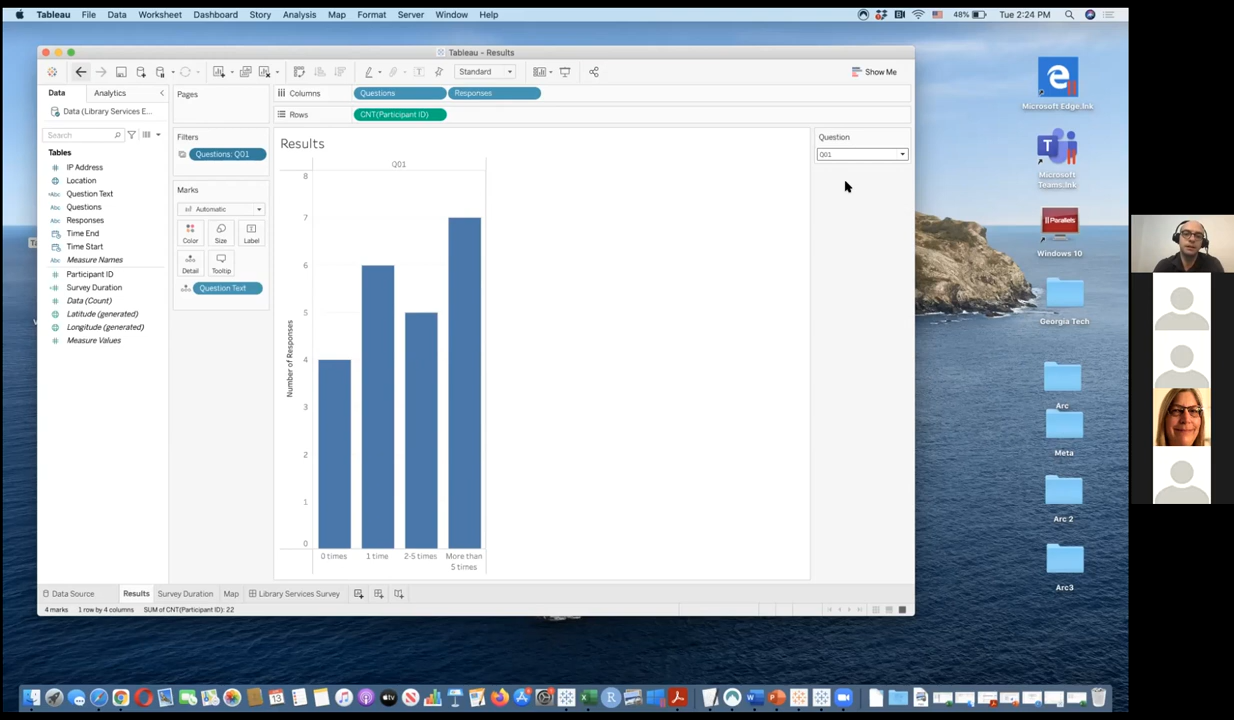 Tableau File Data Worksheet Dashboard Story Analysis Map Format Server Window Help 48% Tue 2:24 PM
Tableau - Results
Standard
Show Me
Data Analytics
Data (Library Services E...
Search
Tables
IP Address
Location
Question Text
Questions
Responses
Time End
Time Start
Measure Names
Participant ID
Survey Duration
Data (Count)
Latitude (generated)
Longitude (generated)
Measure Values
Pages
Filters
Questions: Q01
Marks
Automatic
Color Size Label
Detail Tooltip
Question Text
Columns Questions Responses
Rows CNT(Participant ID)
Results
Q01
8
7
6
5
4
3
2
1
0
Number of Responses
0 times 1 time 2-5 times More than
5 times
Question
Q01
Data Source Results Survey Duration Map Library Services Survey
4 marks 1 row by 4 columns SUM of CNT(Participant ID): 22
Microsoft Edge.lnk
Microsoft
Teams.lnk
Parallels
Windows 10
Georgia Tech
Arc
Meta
Arc 2
Arc3